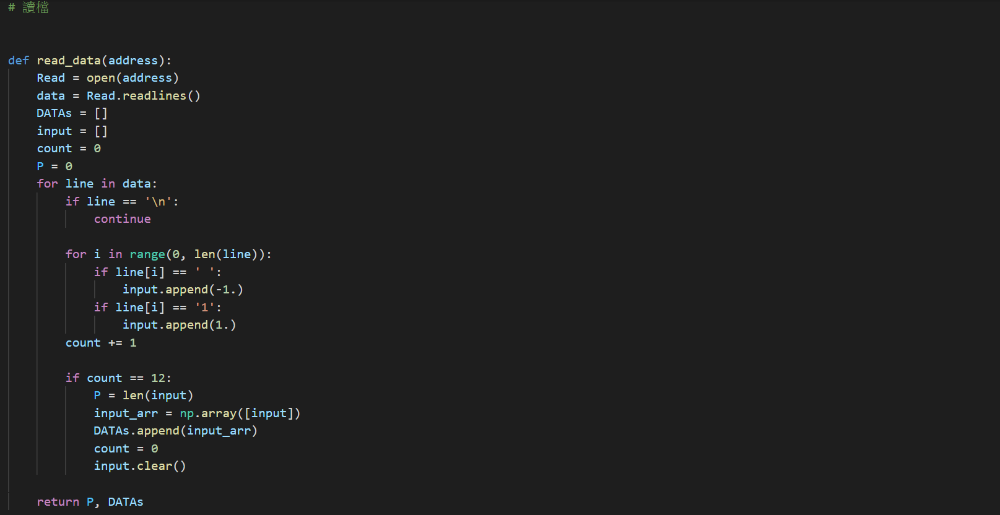 # 讀檔
def read_data(address):
    Read = open(address)
    data = Read.readlines()
    DATAs = []
    input = []
    count = 0
    P = 0
    for line in data:
        if line == '\n':
            continue
        for i in range(0, len(line)):
            if line[i] == ' ':
                input.append(-1.)
            if line[i] == '1':
                input.append(1.)
        count += 1
        if count == 12:
            P = len(input)
            input_arr = np.array([input])
            DATAs.append(input_arr)
            count = 0
            input.clear()
    return P, DATAs